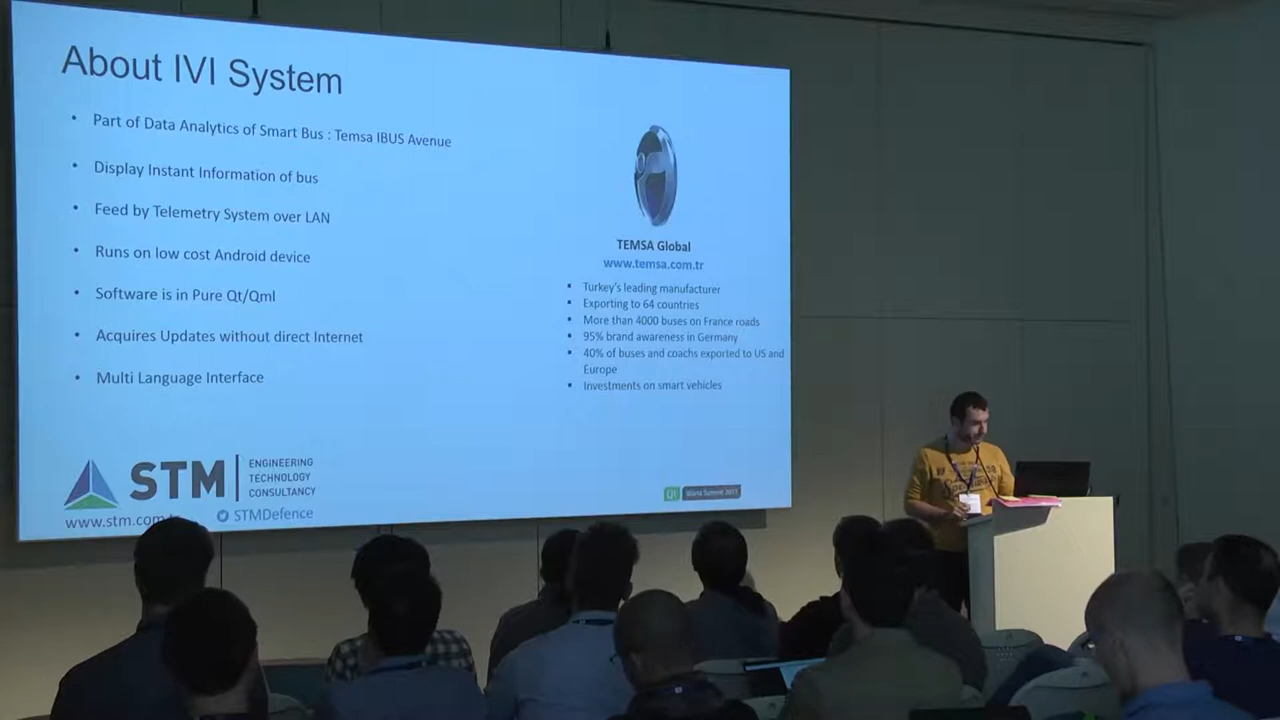 About IVI System
• Part of Data Analytics of Smart Bus : Temsa IBUS Avenue
• Display Instant Information of bus
• Feed by Telemetry System over LAN
• Runs on low cost Android device
• Software is in Pure Qt/Qml
• Acquires Updates without direct Internet
• Multi Language Interface
TEMSA Global
www.temsa.com.tr
▪ Turkey's leading manufacturer
▪ Exporting to 64 countries
▪ More than 4000 buses on France roads
▪ 95% brand awareness in Germany
▪ 40% of buses and coachs exported to US and
Europe
▪ Investments on smart vehicles
STM
ENGINEERING
TECHNOLOGY
CONSULTANCY
www.stm.com
STMDefence
Qt World Summit 2017